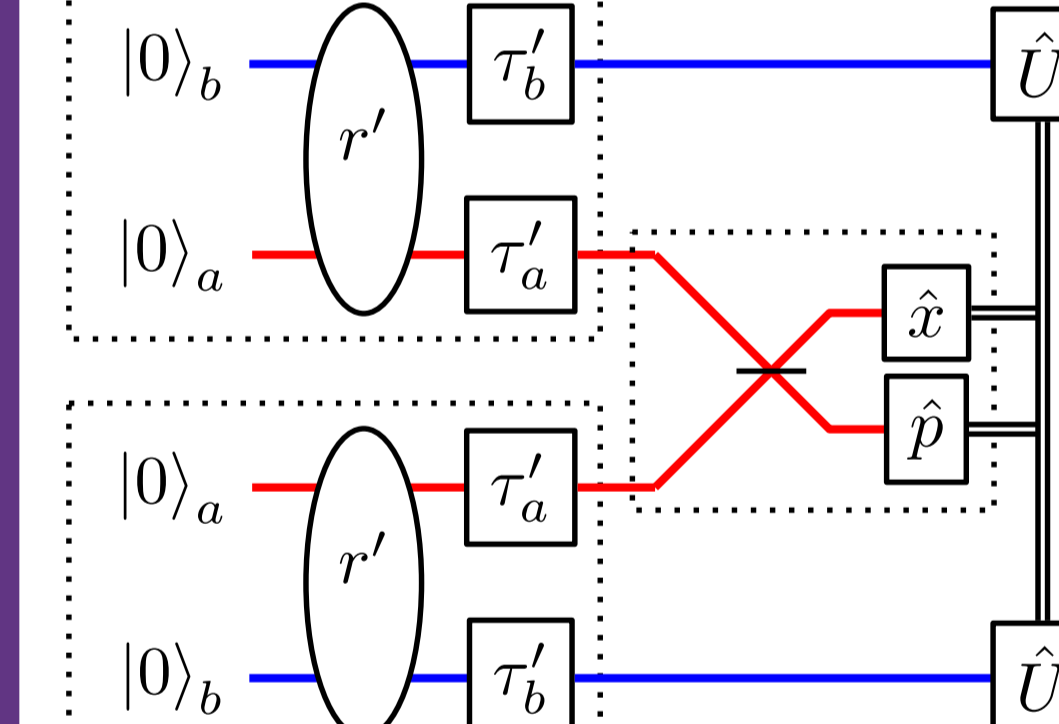 |0⟩_b r′ τ′_b Û
|0⟩_a τ′_a
x̂
p̂
|0⟩_a r′ τ′_a
|0⟩_b τ′_b Û